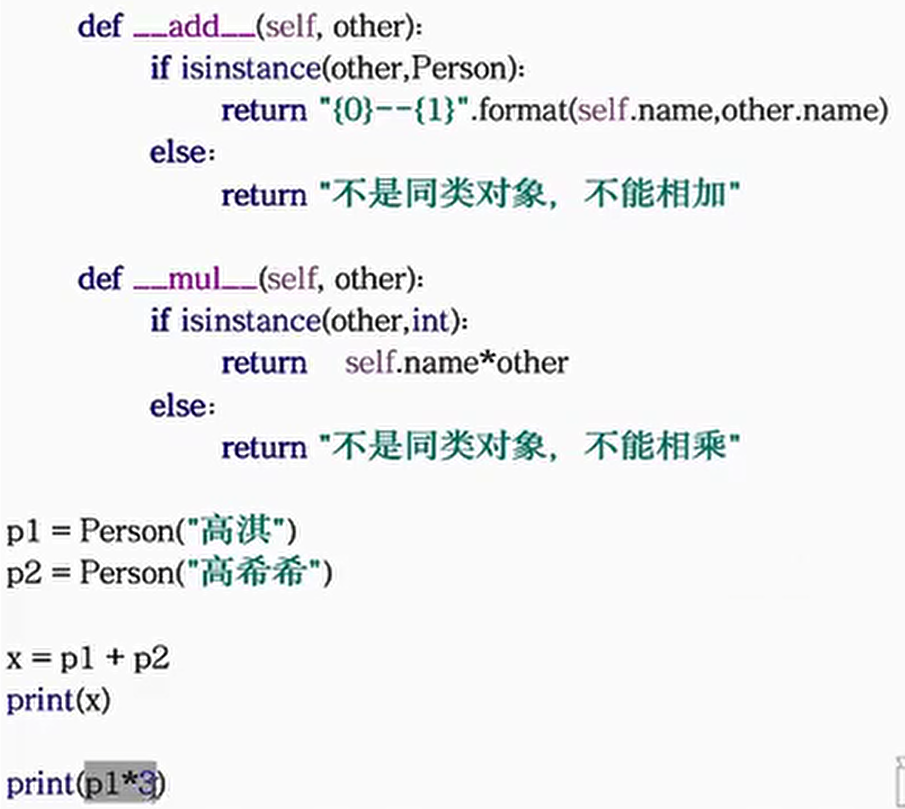 def __add__(self, other):
if isinstance(other,Person):
return "{0}--{1}".format(self.name,other.name)
else:
return "不是同类对象，不能相加"
def __mul__(self, other):
if isinstance(other,int):
return self.name*other
else:
return "不是同类对象，不能相乘"
p1 = Person("高淇")
p2 = Person("高希希")
x = p1 + p2
print(x)
print(p1*3)